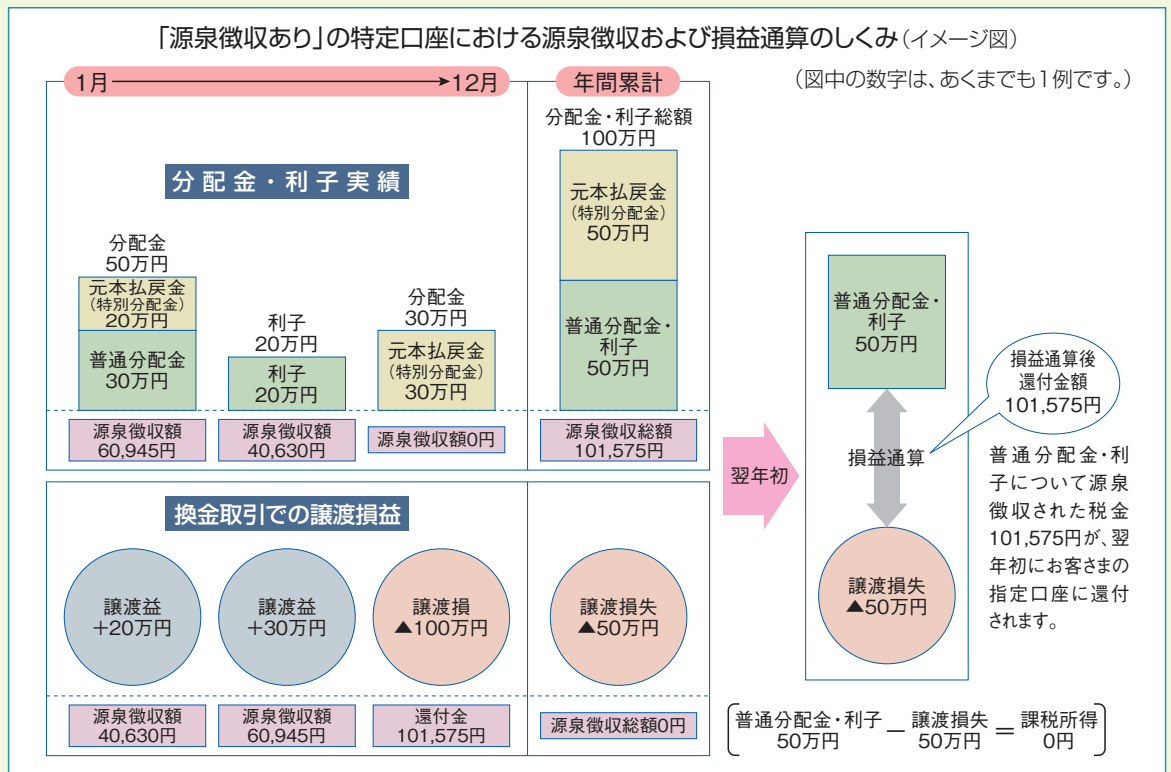 「源泉徴収あり」の特定口座における源泉徴収および損益通算のしくみ(イメージ図)
(図中の数字は、あくまでも1例です。)
1月
12月
年間累計
分配金・利子実績
分配金
50万円
元本払戻金
(特別分配金)
20万円
普通分配金
30万円
源泉徴収額
60,945円
利子
20万円
利子
20万円
源泉徴収額
40,630円
分配金
30万円
元本払戻金
(特別分配金)
30万円
源泉徴収額0円
分配金・利子総額
100万円
元本払戻金
(特別分配金)
50万円
普通分配金・
利子
50万円
源泉徴収総額
101,575円
換金取引での譲渡損益
譲渡益
+20万円
源泉徴収額
40,630円
譲渡益
+30万円
源泉徴収額
60,945円
譲渡損
▲100万円
還付金
101,575円
譲渡損失
▲50万円
源泉徴収総額0円
翌年初
普通分配金・
利子
50万円
損益通算
譲渡損失
▲50万円
損益通算後
還付金額
101,575円
普通分配金・利
子について源泉
徴収された税金
101,575円が、翌
年初にお客さまの
指定口座に還付
されます。
普通分配金・利子 − 譲渡損失 = 課税所得
50万円 50万円 0円